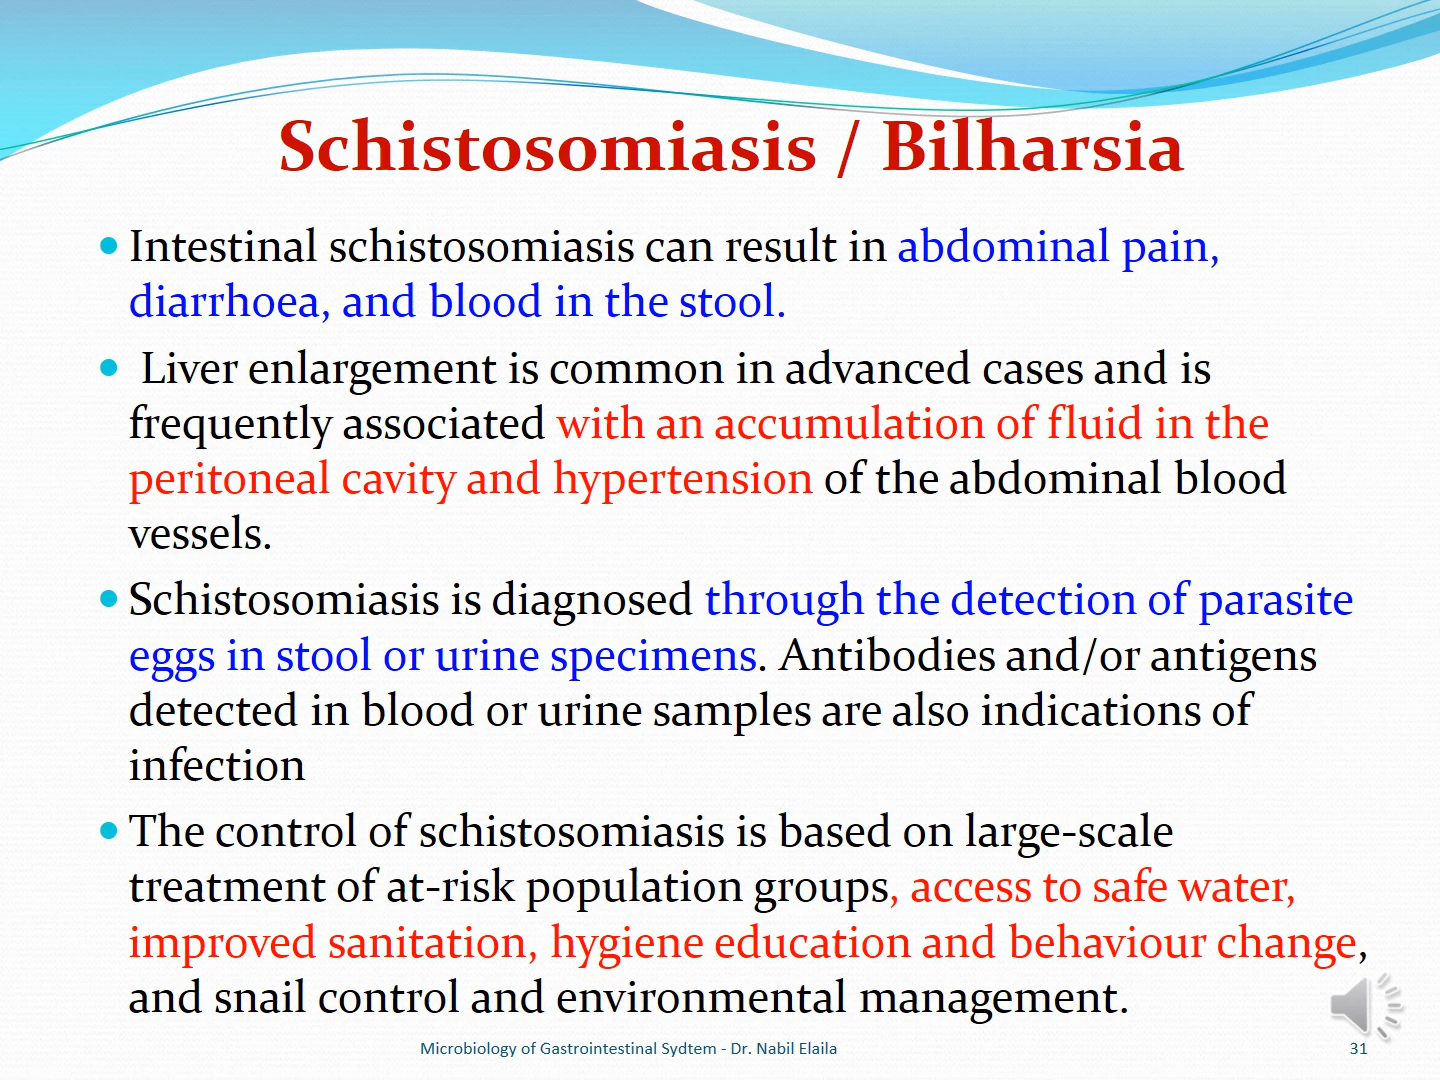 Schistosomiasis / Bilharsia
Intestinal schistosomiasis can result in abdominal pain,
diarrhoea, and blood in the stool.
Liver enlargement is common in advanced cases and is
frequently associated with an accumulation of fluid in the
peritoneal cavity and hypertension of the abdominal blood
vessels.
Schistosomiasis is diagnosed through the detection of parasite
eggs in stool or urine specimens. Antibodies and/or antigens
detected in blood or urine samples are also indications of
infection
The control of schistosomiasis is based on large-scale
treatment of at-risk population groups, access to safe water,
improved sanitation, hygiene education and behaviour change,
and snail control and environmental management.
Microbiology of Gastrointestinal Sydtem - Dr. Nabil Elaila
31